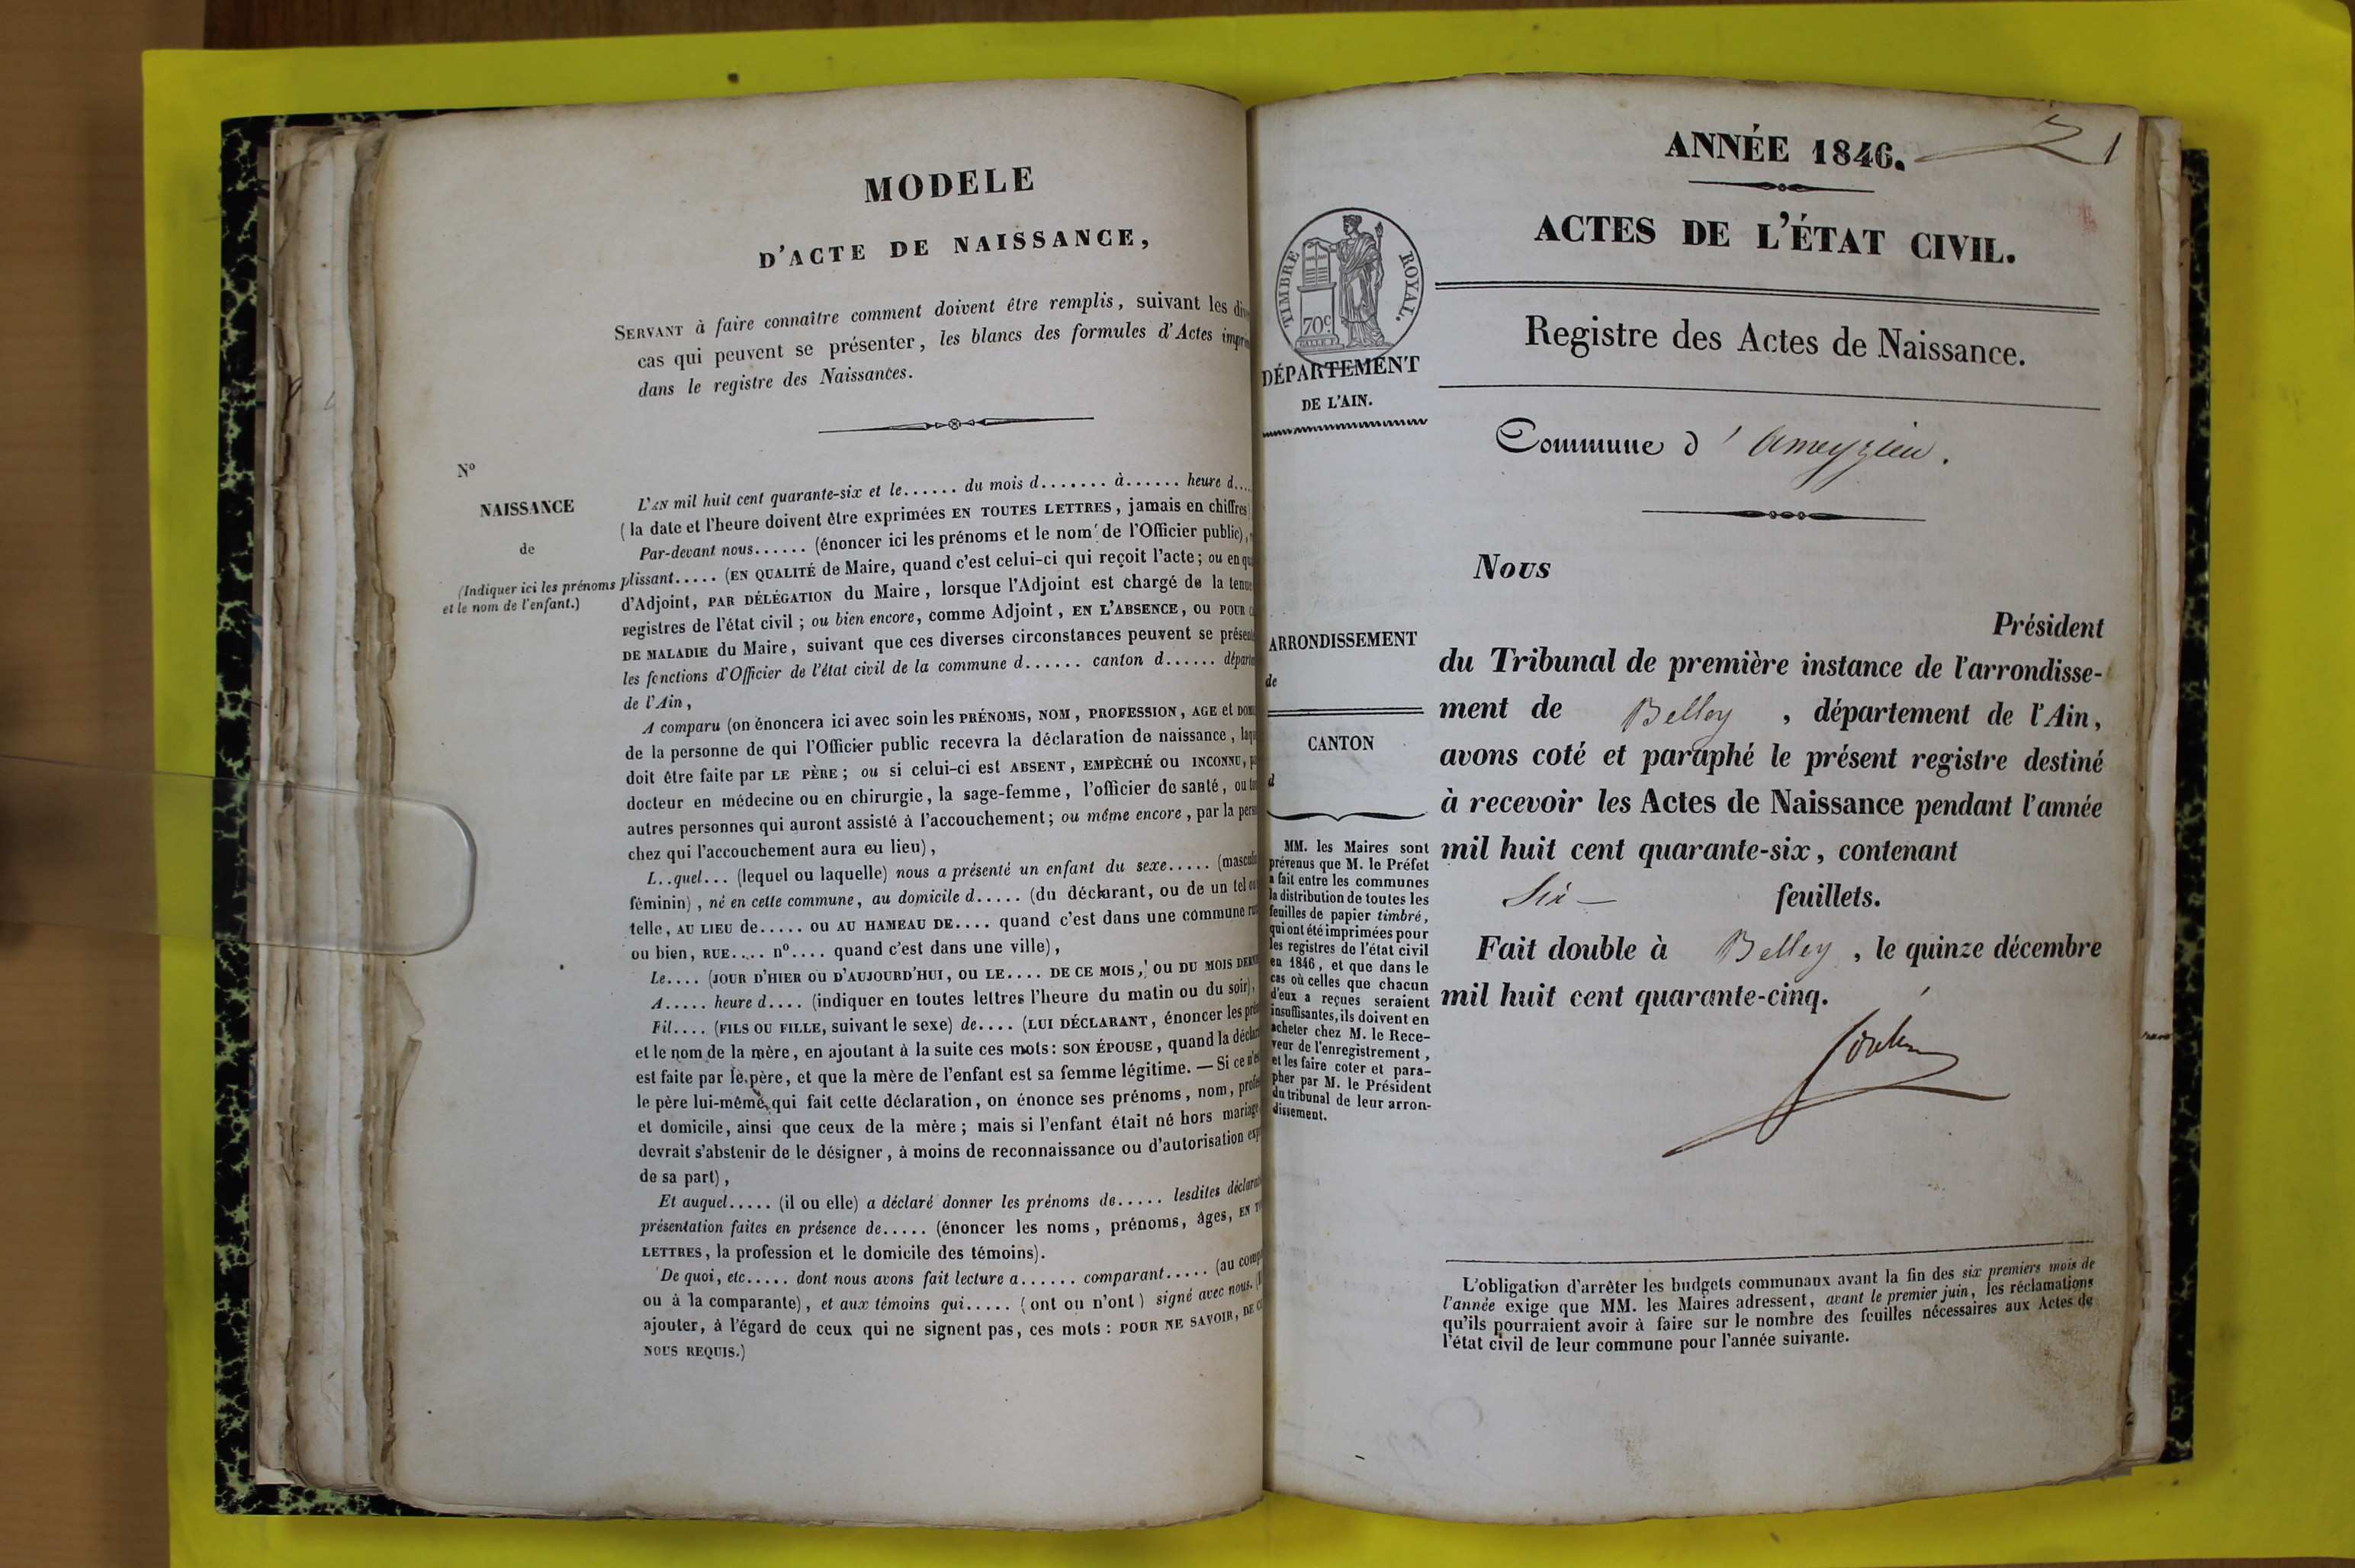 MODELE
D'ACTE DE NAISSANCE,
SERVANT à faire connaître comment doivent être remplis, suivant les
cas qui peuvent se présenter, les blancs des formules d'Actes
dans le registre des Naissances.
N°
NAISSANCE
de
(Indiquer ici les prénoms
et le nom de l'enfant.)
L'AN mil huit cent quarante-six et le...... du mois d....... à...... heure d....
(la date et l'heure doivent être exprimées EN TOUTES LETTRES, jamais en chiffres)
Par-devant nous...... (énoncer ici les prénoms et le nom de l'Officier public),
plissant..... (EN QUALITÉ de Maire, quand c'est celui-ci qui reçoit l'acte; ou en
d'Adjoint, PAR DÉLÉGATION du Maire, lorsque l'Adjoint est chargé de la
registres de l'état civil; ou bien encore, comme Adjoint, EN L'ABSENCE, ou POUR
DE MALADIE du Maire, suivant que ces diverses circonstances peuvent se
les fonctions d'Officier de l'état civil de la commune d...... canton d......
de l'Ain,
A comparu (on énoncera ici avec soin les PRÉNOMS, NOM, PROFESSION, AGE et
de la personne de qui l'Officier public recevra la déclaration de naissance,
doit être faite par LE PÈRE; ou si celui-ci est ABSENT, EMPÈCHÉ ou INCONNU,
docteur en médecine ou en chirurgie, la sage-femme, l'officier de santé, ou
autres personnes qui auront assisté à l'accouchement; ou même encore, par la
chez qui l'accouchement aura eu lieu),
L..quel... (lequel ou laquelle) nous a présenté un enfant du sexe.....
féminin), né en cette commune, au domicile d..... (du déclarant, ou de un tel
telle, AU LIEU de..... ou AU HAMEAU DE.... quand c'est dans une commune
ou bien, RUE.... n°.... quand c'est dans une ville),
Le.... (JOUR D'HIER OU D'AUJOURD'HUI, OU LE.... DE CE MOIS, OU DU MOIS
A..... heure d.... (indiquer en toutes lettres l'heure du matin ou du soir),
Fil.... (FILS OU FILLE, suivant le sexe) de.... (LUI DÉCLARANT, énoncer les
et le nom de la mère, en ajoutant à la suite ces mots: SON ÉPOUSE, quand la
est faite par le père, et que la mère de l'enfant est sa femme légitime. — Si ce
le père lui-même qui fait cette déclaration, on énonce ses prénoms, nom,
et domicile, ainsi que ceux de la mère; mais si l'enfant était né hors mariage
devrait s'abstenir de le désigner, à moins de reconnaissance ou d'autorisation
de sa part),
Et auquel..... (il ou elle) a déclaré donner les prénoms de..... lesdites
présentation faites en présence de..... (énoncer les noms, prénoms, âges, EN
LETTRES, la profession et le domicile des témoins).
De quoi, etc..... dont nous avons fait lecture a...... comparant..... (au
ou à la comparante), et aux témoins qui..... (ont ou n'ont) signé avec nous.
ajouter, à l'égard de ceux qui ne signent pas, ces mots: POUR NE SAVOIR, DE
NOUS REQUIS.)
1
ANNÉE 1846.
ACTES DE L'ÉTAT CIVIL.
TIMBRE ROYAL.
70c
DÉPARTEMENT
DE L'AIN.
Registre des Actes de Naissance.
Commune d'Ameyzieu.
ARRONDISSEMENT
de
CANTON
d
MM. les Maires sont
prévenus que M. le Préfet
a fait entre les communes
la distribution de toutes les
feuilles de papier timbré,
qui ont été imprimées pour
les registres de l'état civil
en 1846, et que dans le
cas où celles que chacun
d'eux a reçues seraient
insuffisantes, ils doivent en
acheter chez M. le Rece-
veur de l'enregistrement,
et les faire coter et para-
pher par M. le Président
du tribunal de leur arron-
dissement.
Nous
Président
du Tribunal de première instance de l'arrondisse-
ment de Belley, département de l'Ain,
avons coté et paraphé le présent registre destiné
à recevoir les Actes de Naissance pendant l'année
mil huit cent quarante-six, contenant
Six — feuillets.
Fait double à Belley, le quinze décembre
mil huit cent quarante-cinq.
L'obligation d'arrêter les budgets communaux avant la fin des six premiers mois de
l'année exige que MM. les Maires adressent, avant le premier juin, les réclamations
qu'ils pourraient avoir à faire sur le nombre des feuilles nécessaires aux Actes de
l'état civil de leur commune pour l'année suivante.